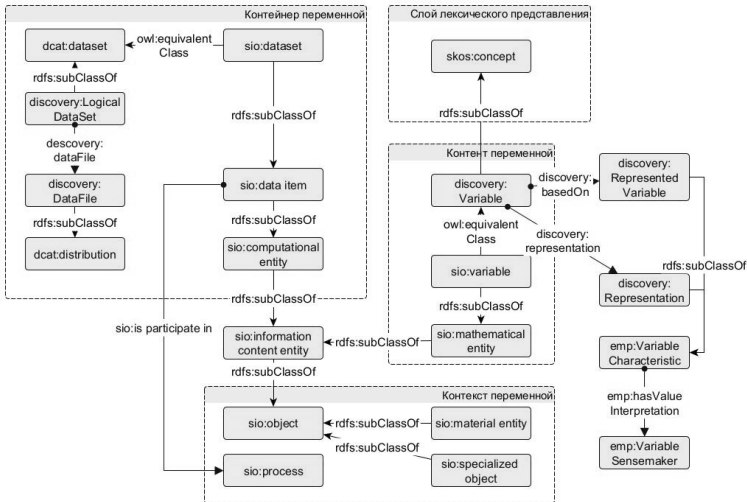 Контейнер переменной
dcat:dataset
owl:equivalent
Class
sio:dataset
rdfs:subClassOf
discovery:Logical
DataSet
descovery:
dataFile
discovery:
DataFile
rdfs:subClassOf
dcat:distribution
rdfs:subClassOf
sio:data item
rdfs:subClassOf
sio:computational
entity
rdfs:subClassOf
sio:is participate in
sio:information
content entity
rdfs:subClassOf
Слой лексического представления
skos:concept
rdfs:subClassOf
Контент переменной
discovery:
Variable
owl:equivalent
Class
sio:variable
rdfs:subClassOf
sio:mathematical
entity
rdfs:subClassOf
discovery:
basedOn
discovery:
Represented
Variable
discovery:
representation
rdfs:subClassOf
discovery:
Representation
emp:Variable
Characteristic
emp:hasValue
Interpretation
emp:Variable
Sensemaker
Контекст переменной
sio:object
rdfs:subClassOf
sio:material entity
rdfs:subClassOf
sio:process
sio:specialized
object